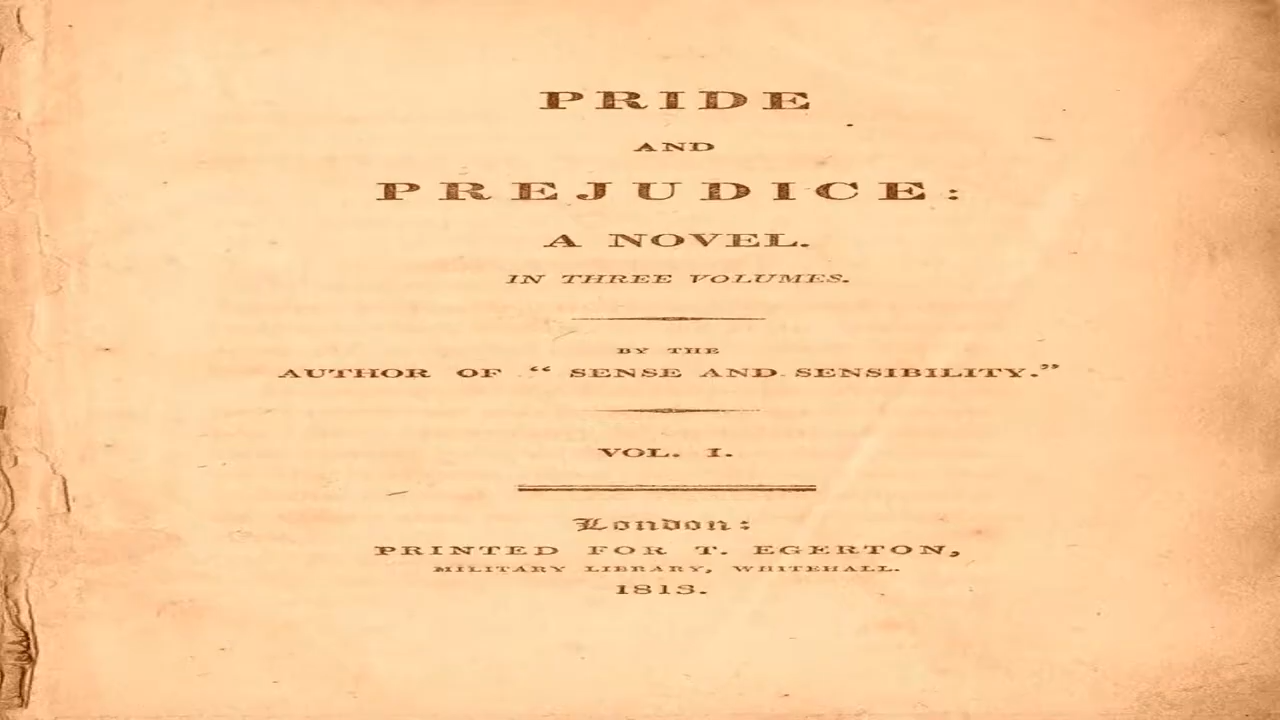 PRIDE
AND
PREJUDICE:
A NOVEL.
IN THREE VOLUMES.
BY THE
AUTHOR OF “ SENSE AND SENSIBILITY.”
VOL. I.
London:
PRINTED FOR T. EGERTON,
MILITARY LIBRARY, WHITEHALL.
1813.